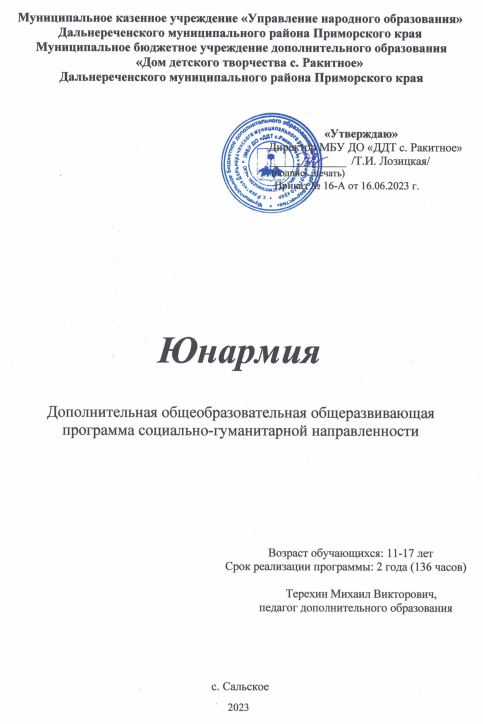 Муниципальное казенное учреждение «Управление народного образования»
Дальнереченского муниципального района Приморского края
Муниципальное бюджетное учреждение дополнительного образования
«Дом детского творчества с. Ракитное»
Дальнереченского муниципального района Приморского края
«Утверждаю»
Директор МБУ ДО «ДДТ с. Ракитное»
/Т.И. Лозицкая/
(подпись, печать)
Приказ № 16-А от 16.06.2023 г.
Юнармия
Дополнительная общеобразовательная общеразвивающая
программа социально-гуманитарной направленности
Возраст обучающихся: 11-17 лет
Срок реализации программы: 2 года (136 часов)
Терехин Михаил Викторович,
педагог дополнительного образования
с. Сальское
2023